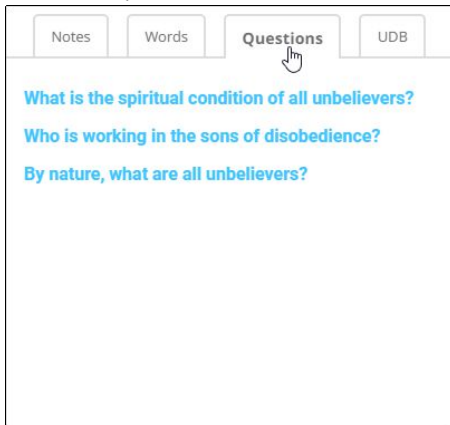 Notes Words Questions UDB
What is the spiritual condition of all unbelievers?
Who is working in the sons of disobedience?
By nature, what are all unbelievers?